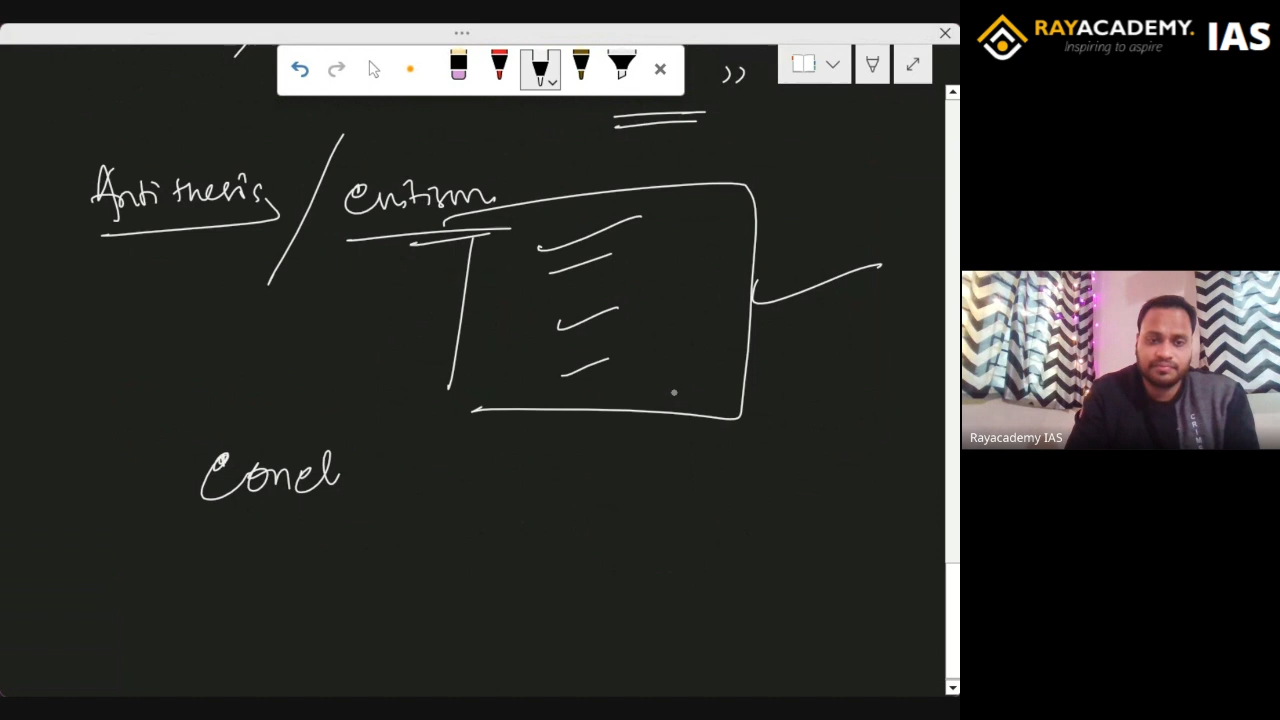 RAYACADEMY. IAS
Inspiring to aspire
”
Antithesis / Criticism
Concl
Rayacademy IAS